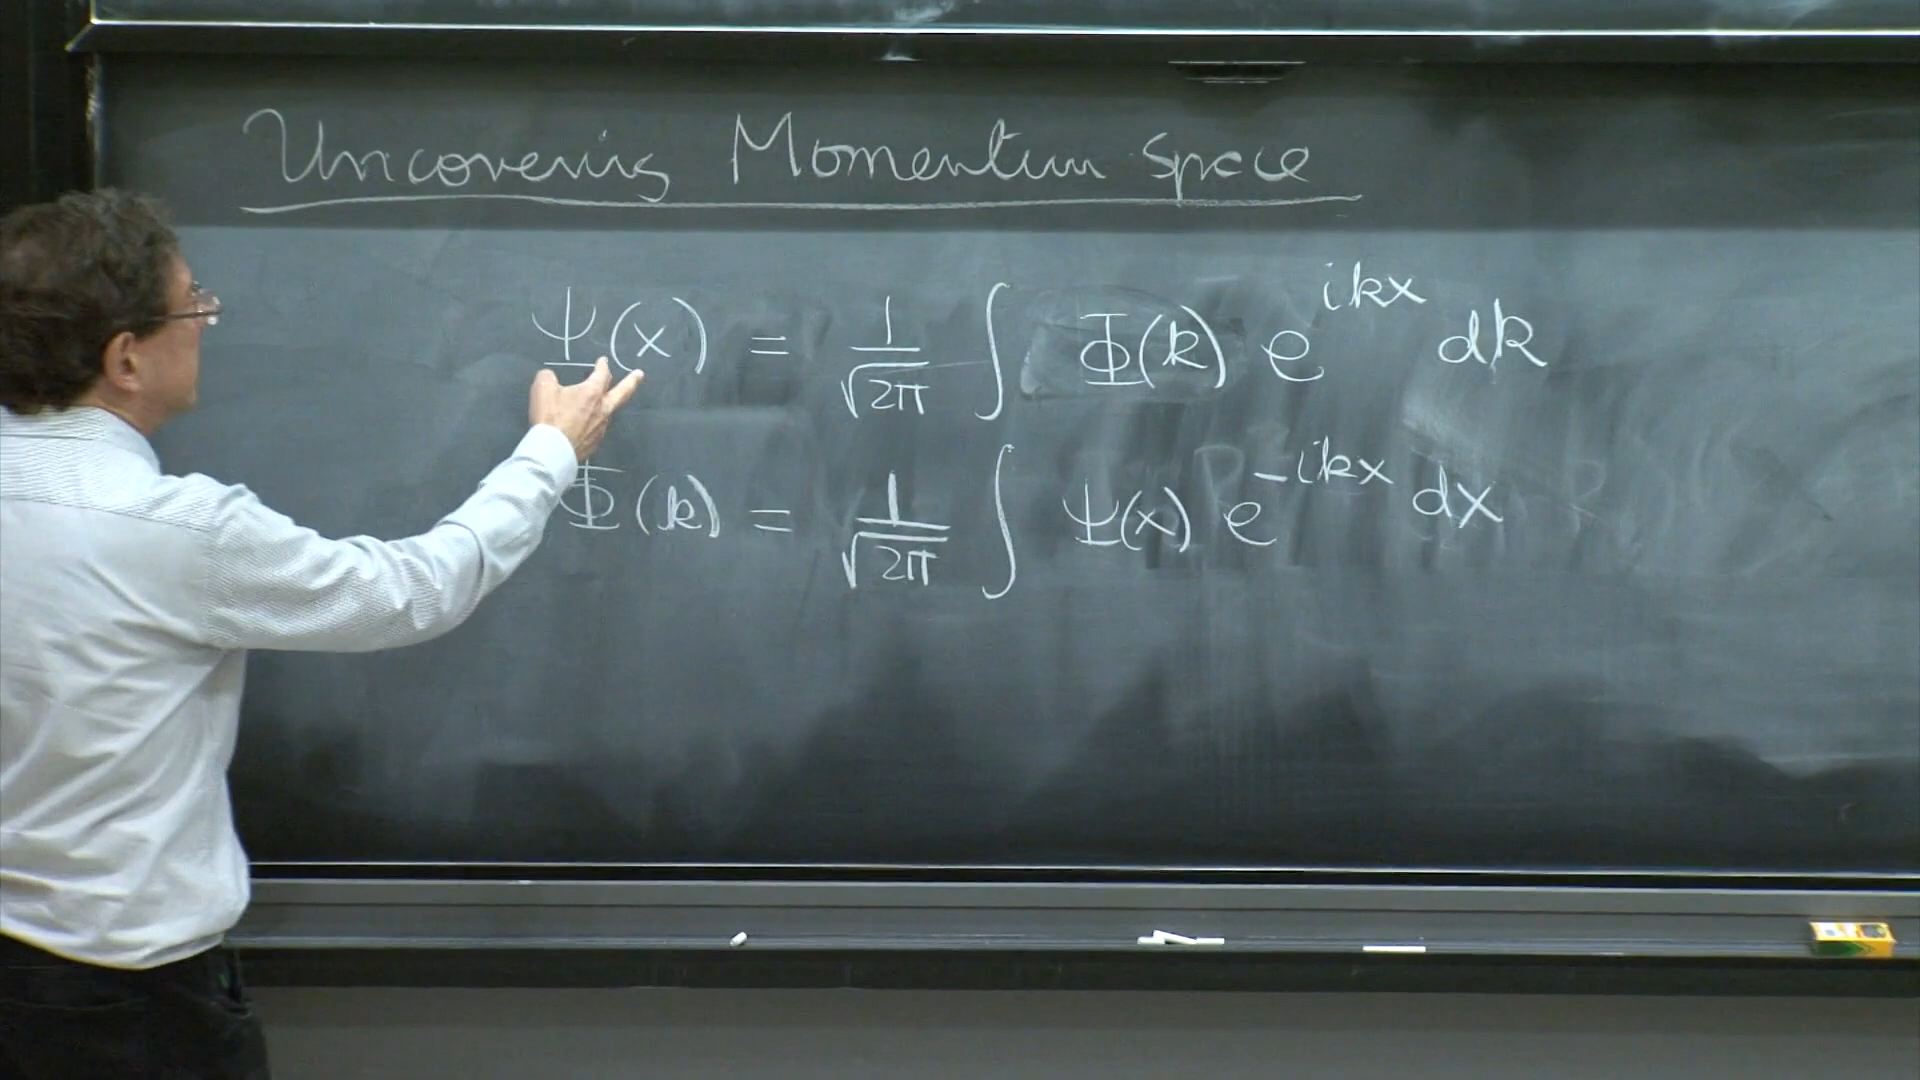 Uncovering Momentum space
Ψ(x) = 1/√2π ∫ Φ(k) e^{ikx} dk
Φ(k) = 1/√2π ∫ Ψ(x) e^{-ikx} dx